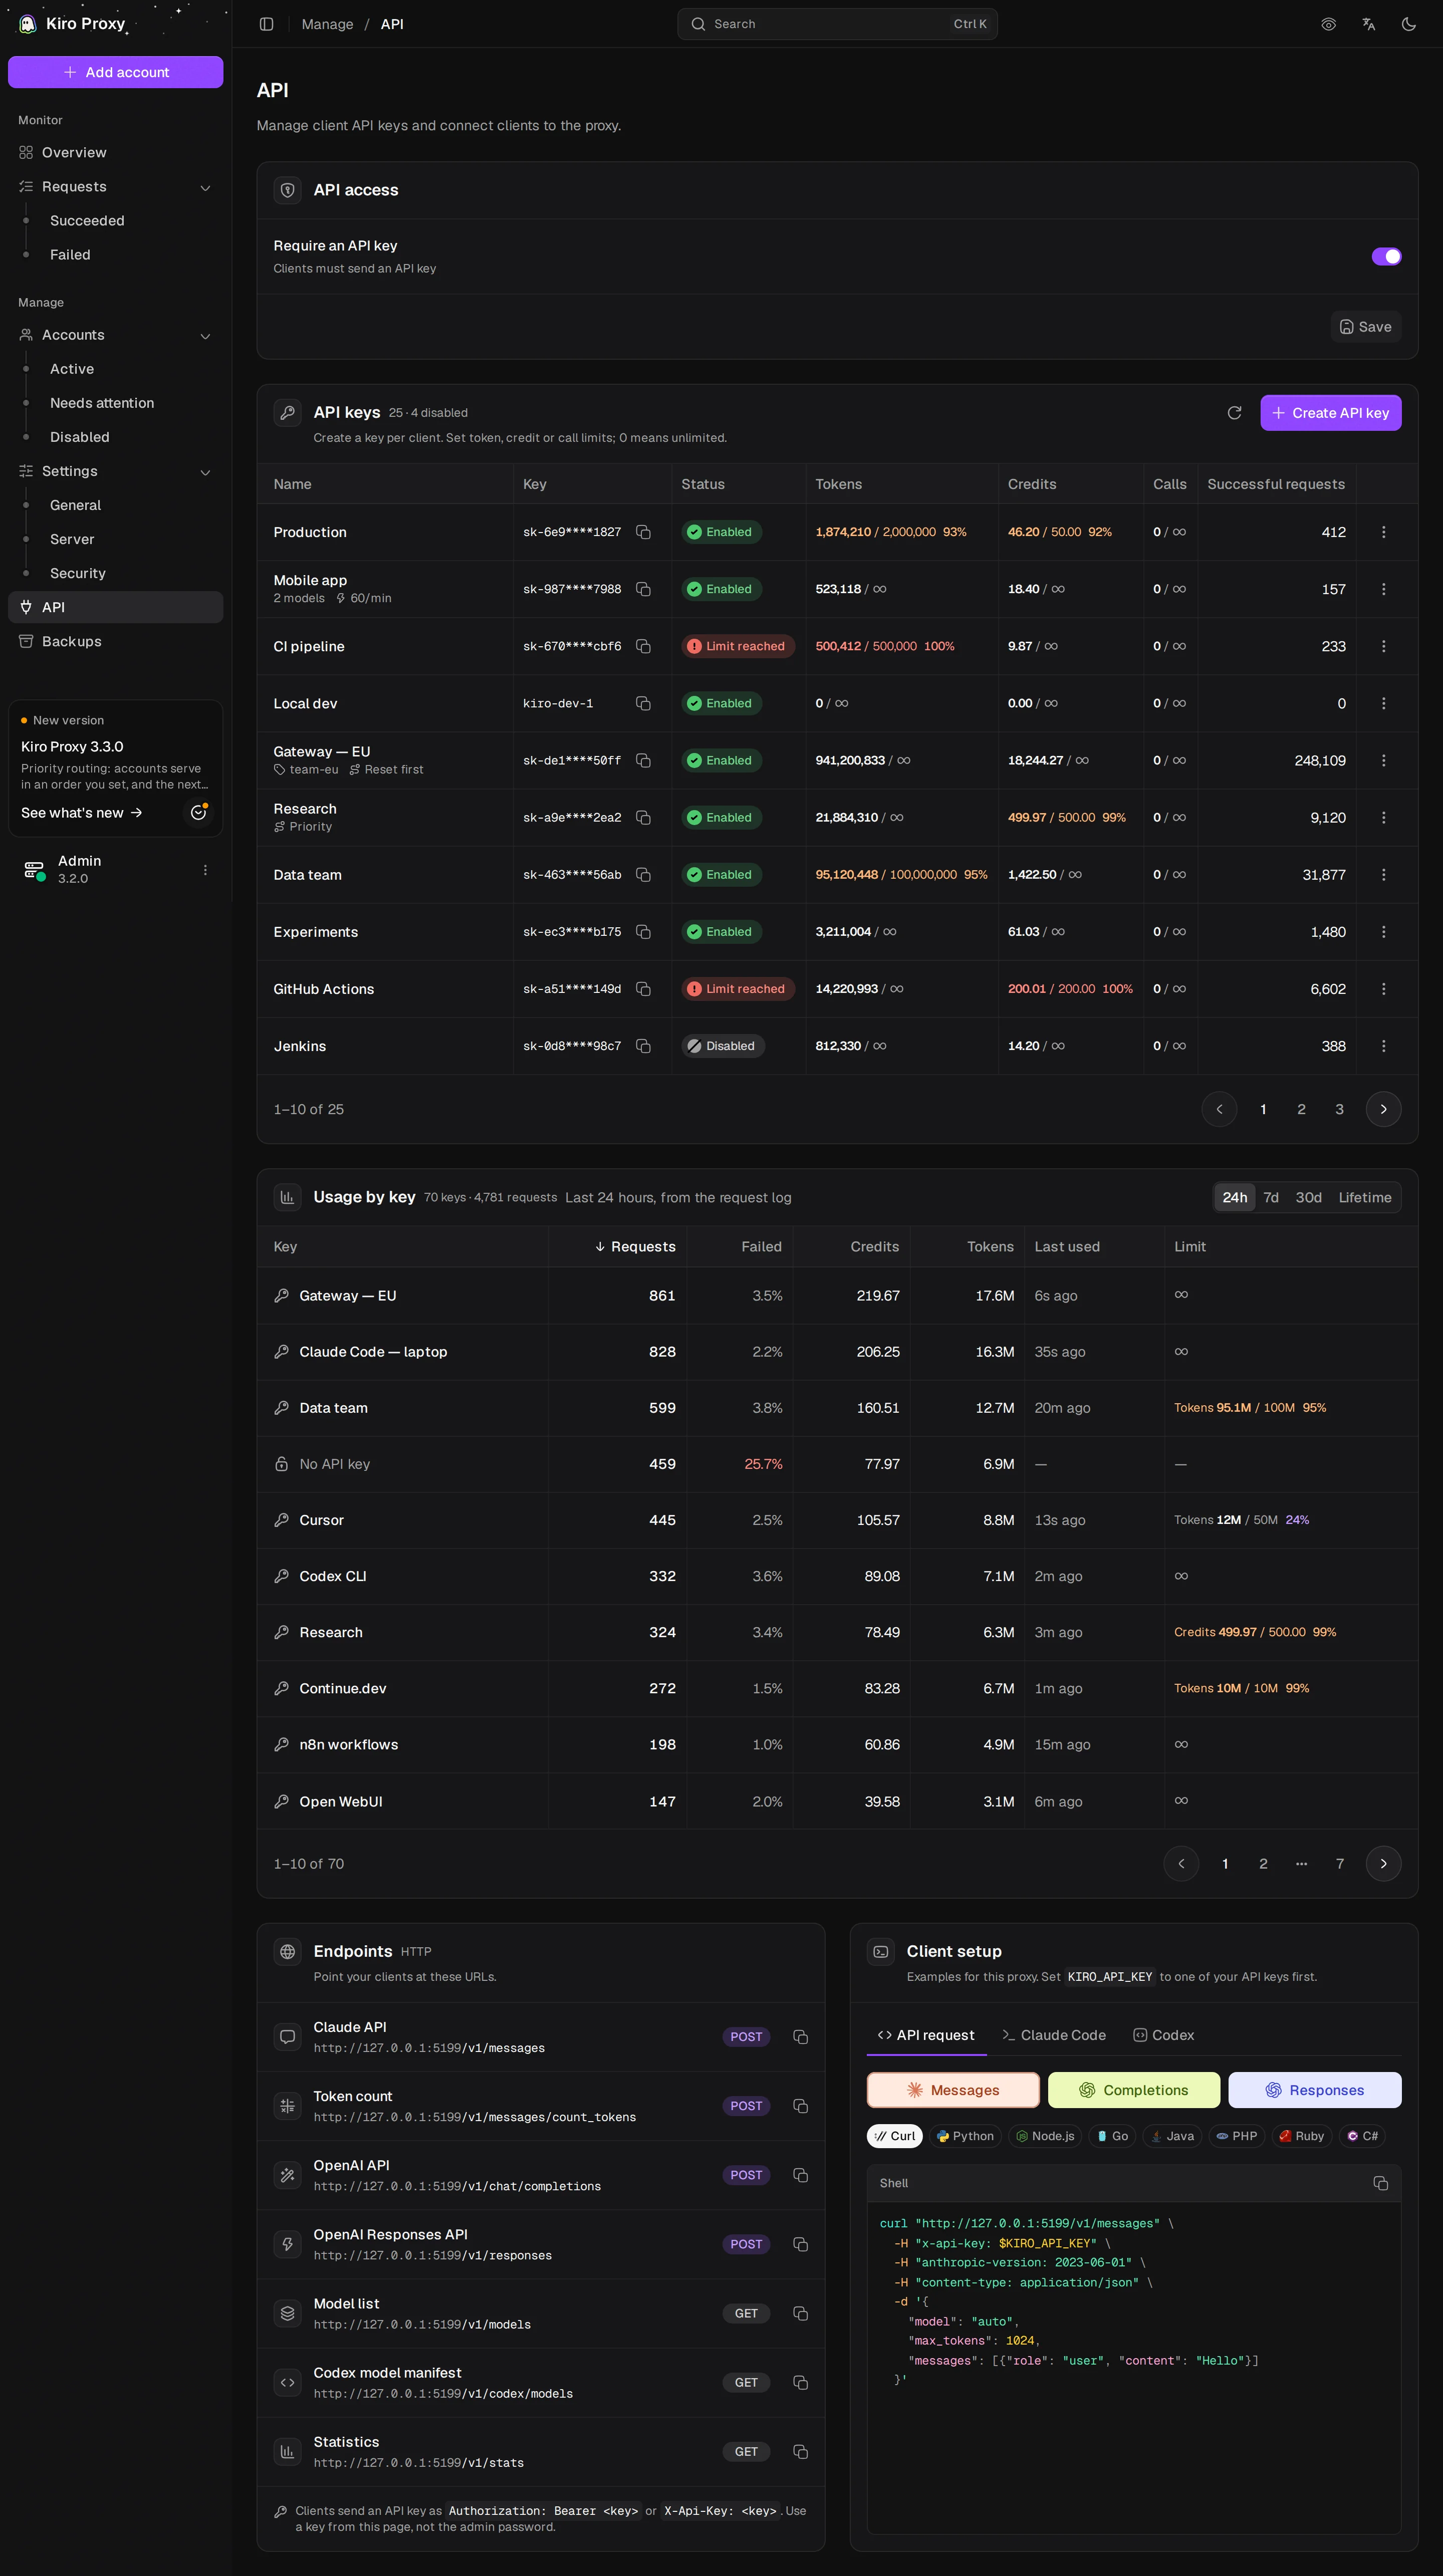 Kiro Proxy
Manage / API
Search Ctrl K
Add account
Monitor
Overview
Requests
Succeeded
Failed
Manage
Accounts
Active
Needs attention
Disabled
Settings
General
Server
Security
API
Backups
New version
Kiro Proxy 3.3.0
Priority routing: accounts serve
in an order you set, and the next...
See what's new →
Admin
3.2.0
API
Manage client API keys and connect clients to the proxy.
API access
Require an API key
Clients must send an API key
Save
API keys 25 · 4 disabled
Create API key
Create a key per client. Set token, credit or call limits; 0 means unlimited.
Name Key Status Tokens Credits Calls Successful requests
Production sk-6e9****1827 Enabled 1,874,210 / 2,000,000 93% 46.20 / 50.00 92% 0 / ∞ 412
Mobile app sk-987****7988 Enabled 523,118 / ∞ 18.40 / ∞ 0 / ∞ 157
2 models 60/min
CI pipeline sk-670****cbf6 Limit reached 500,412 / 500,000 100% 9.87 / ∞ 0 / ∞ 233
Local dev kiro-dev-1 Enabled 0 / ∞ 0.00 / ∞ 0 / ∞ 0
Gateway — EU sk-de1****50ff Enabled 941,200,833 / ∞ 18,244.27 / ∞ 0 / ∞ 248,109
team-eu Reset first
Research sk-a9e****2ea2 Enabled 21,884,310 / ∞ 499.97 / 500.00 99% 0 / ∞ 9,120
Priority
Data team sk-463****56ab Enabled 95,120,448 / 100,000,000 95% 1,422.50 / ∞ 0 / ∞ 31,877
Experiments sk-ec3****b175 Enabled 3,211,004 / ∞ 61.03 / ∞ 0 / ∞ 1,480
GitHub Actions sk-a51****149d Limit reached 14,220,993 / ∞ 200.01 / 200.00 100% 0 / ∞ 6,602
Jenkins sk-0d8****98c7 Disabled 812,330 / ∞ 14.20 / ∞ 0 / ∞ 388
1–10 of 25 1 2 3
Usage by key 70 keys · 4,781 requests Last 24 hours, from the request log 24h 7d 30d Lifetime
Key ↓ Requests Failed Credits Tokens Last used Limit
Gateway — EU 861 3.5% 219.67 17.6M 6s ago ∞
Claude Code — laptop 828 2.2% 206.25 16.3M 35s ago ∞
Data team 599 3.8% 160.51 12.7M 20m ago Tokens 95.1M / 100M 95%
No API key 459 25.7% 77.97 6.9M — —
Cursor 445 2.5% 105.57 8.8M 13s ago Tokens 12M / 50M 24%
Codex CLI 332 3.6% 89.08 7.1M 2m ago ∞
Research 324 3.4% 78.49 6.3M 3m ago Credits 499.97 / 500.00 99%
Continue.dev 272 1.5% 83.28 6.7M 1m ago Tokens 10M / 10M 99%
n8n workflows 198 1.0% 60.86 4.9M 15m ago ∞
Open WebUI 147 2.0% 39.58 3.1M 6m ago ∞
1–10 of 70 1 2 ··· 7
Endpoints HTTP
Point your clients at these URLs.
Claude API
http://127.0.0.1:5199/v1/messages POST
Token count
http://127.0.0.1:5199/v1/messages/count_tokens POST
OpenAI API
http://127.0.0.1:5199/v1/chat/completions POST
OpenAI Responses API
http://127.0.0.1:5199/v1/responses POST
Model list
http://127.0.0.1:5199/v1/models GET
Codex model manifest
http://127.0.0.1:5199/v1/codex/models GET
Statistics
http://127.0.0.1:5199/v1/stats GET
Clients send an API key as Authorization: Bearer <key> or X-Api-Key: <key>. Use
a key from this page, not the admin password.
Client setup
Examples for this proxy. Set KIRO_API_KEY to one of your API keys first.
API request Claude Code Codex
Messages Completions Responses
Curl Python Node.js Go Java PHP Ruby C#
Shell
curl "http://127.0.0.1:5199/v1/messages" \
-H "x-api-key: $KIRO_API_KEY" \
-H "anthropic-version: 2023-06-01" \
-H "content-type: application/json" \
-d '{
"model": "auto",
"max_tokens": 1024,
"messages": [{"role": "user", "content": "Hello"}]
}'